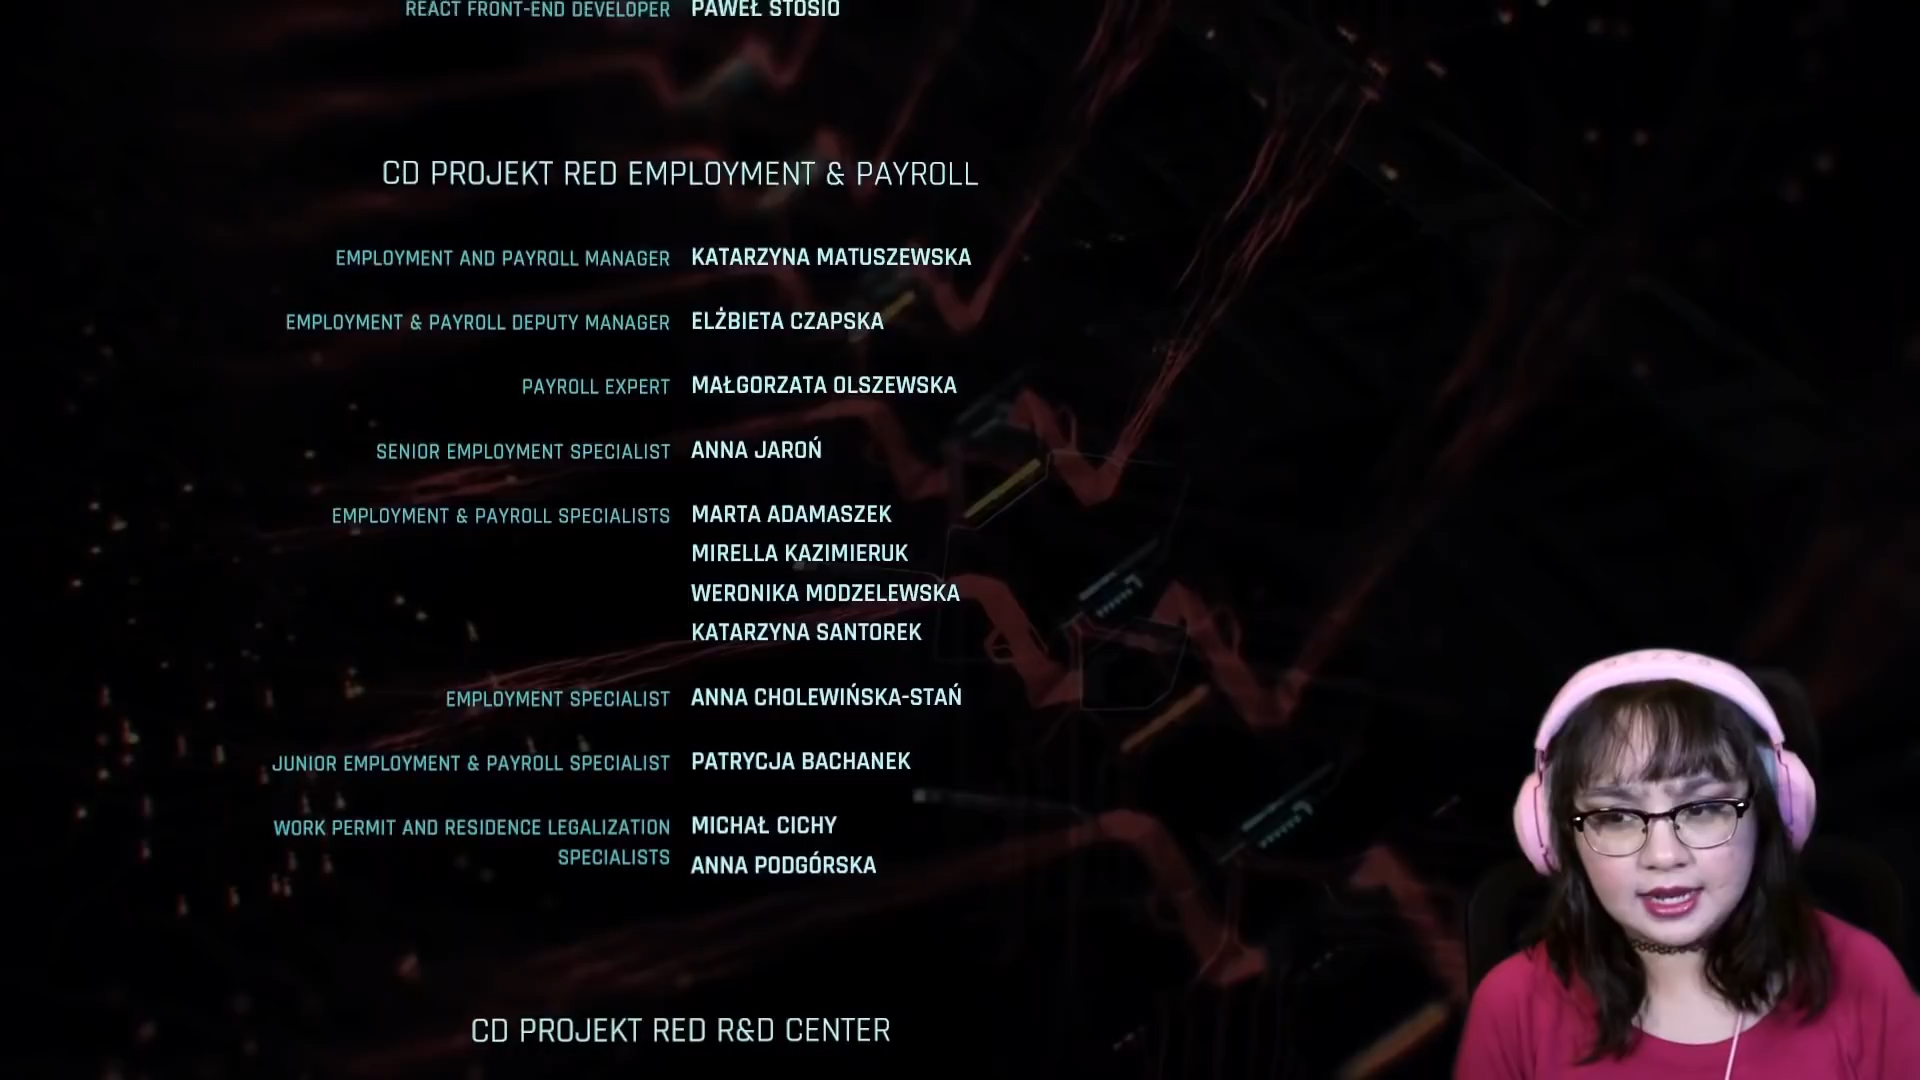 REACT FRONT-END DEVELOPER PAWEŁ STOSIO
CD PROJEKT RED EMPLOYMENT & PAYROLL
EMPLOYMENT AND PAYROLL MANAGER KATARZYNA MATUSZEWSKA
EMPLOYMENT & PAYROLL DEPUTY MANAGER ELŻBIETA CZAPSKA
PAYROLL EXPERT MAŁGORZATA OLSZEWSKA
SENIOR EMPLOYMENT SPECIALIST ANNA JAROŃ
EMPLOYMENT & PAYROLL SPECIALISTS MARTA ADAMASZEK
MIRELLA KAZIMIERUK
WERONIKA MODZELEWSKA
KATARZYNA SANTOREK
EMPLOYMENT SPECIALIST ANNA CHOLEWIŃSKA-STAŃ
JUNIOR EMPLOYMENT & PAYROLL SPECIALIST PATRYCJA BACHANEK
WORK PERMIT AND RESIDENCE LEGALIZATION MICHAŁ CICHY
SPECIALISTS ANNA PODGÓRSKA
CD PROJEKT RED R&D CENTER